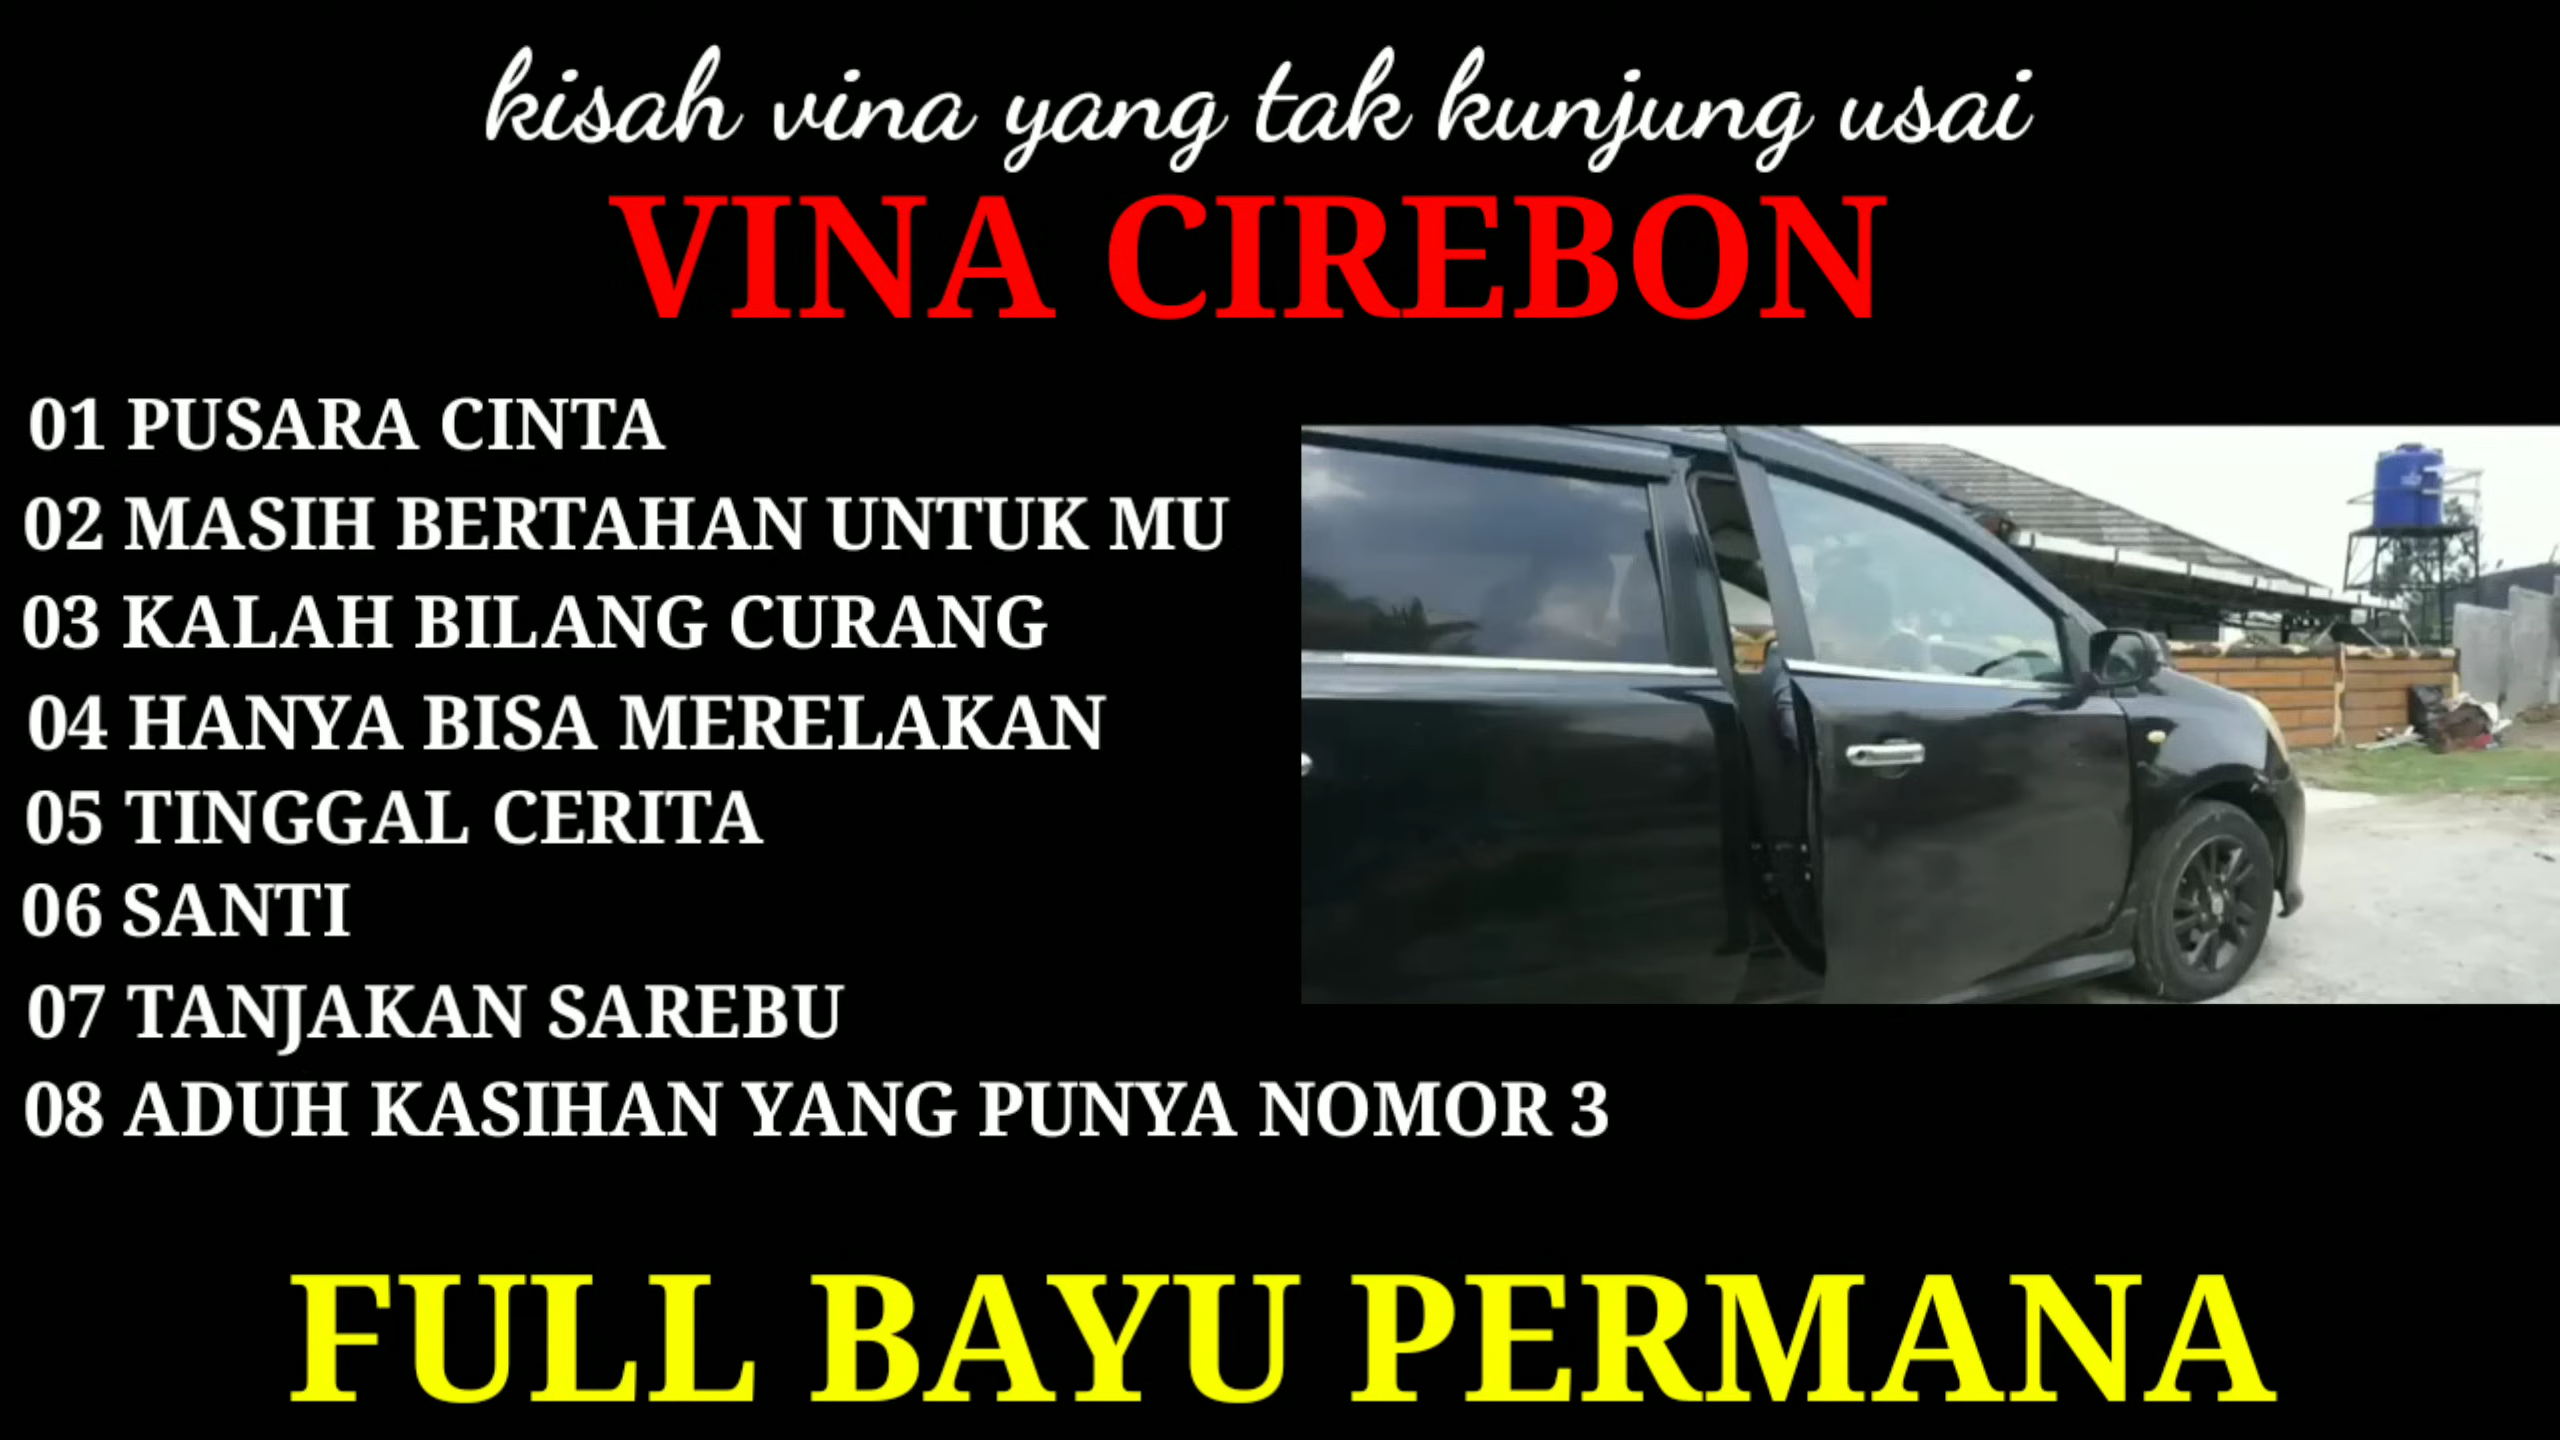 kisah vina yang tak kunjung usai
VINA CIREBON
01 PUSARA CINTA
02 MASIH BERTAHAN UNTUK MU
03 KALAH BILANG CURANG
04 HANYA BISA MERELAKAN
05 TINGGAL CERITA
06 SANTI
07 TANJAKAN SAREBU
08 ADUH KASIHAN YANG PUNYA NOMOR 3
FULL BAYU PERMANA